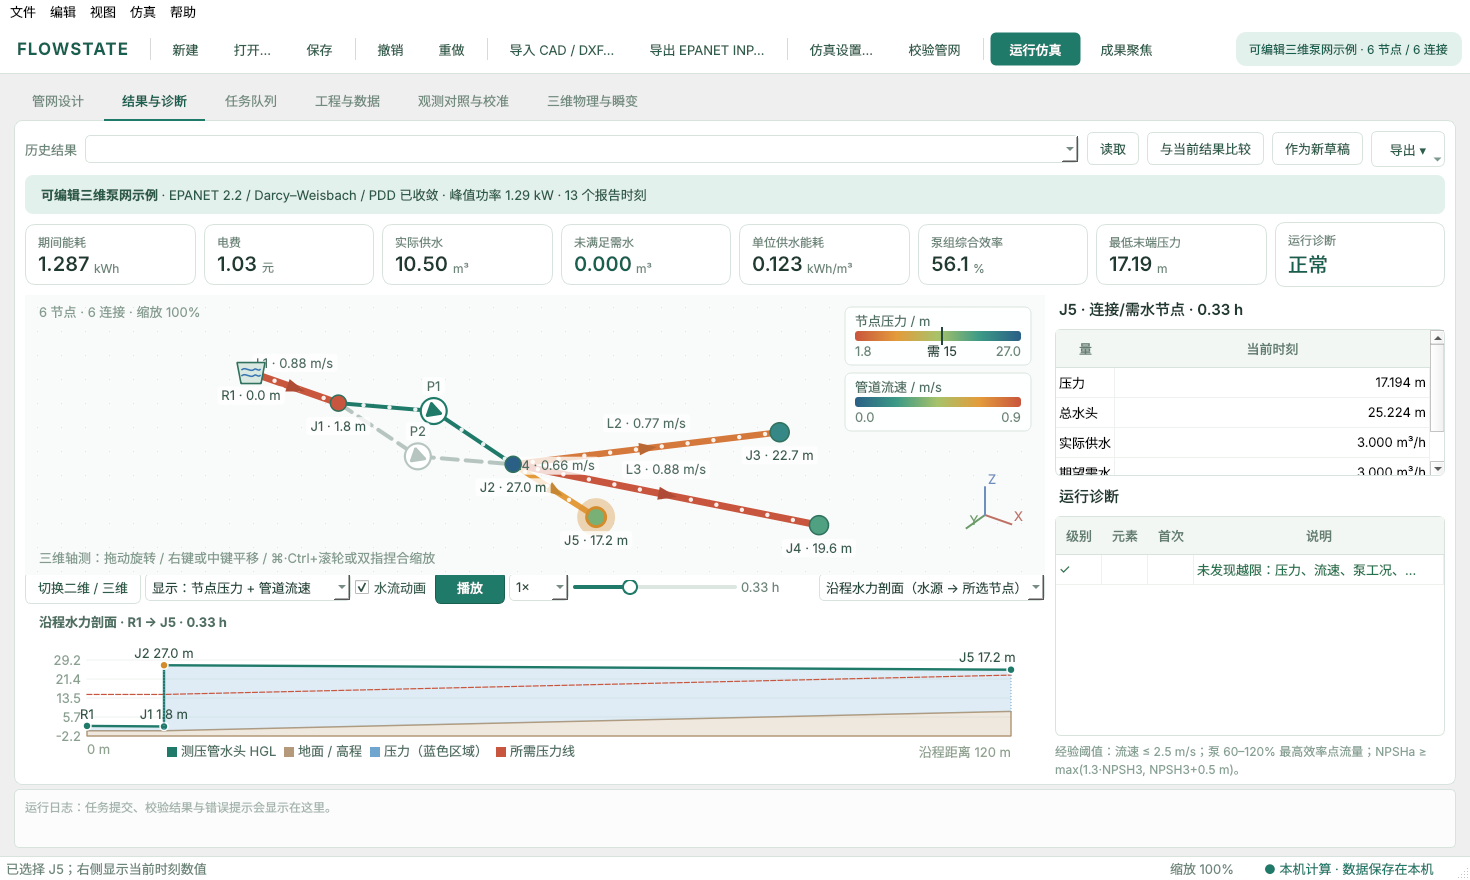 文件 编辑 视图 仿真 帮助
FLOWSTATE 新建 打开... 保存 撤销 重做 导入 CAD / DXF... 导出 EPANET INP... 仿真设置... 校验管网 运行仿真 成果聚焦 可编辑三维泵网示例 · 6 节点 / 6 连接
管网设计 结果与诊断 任务队列 工程与数据 观测对照与校准 三维物理与瞬变
历史结果 读取 与当前结果比较 作为新草稿 导出 ▾
可编辑三维泵网示例 · EPANET 2.2 / Darcy–Weisbach / PDD 已收敛 · 峰值功率 1.29 kW · 13 个报告时刻
期间能耗 电费 实际供水 未满足需水 单位供水能耗 泵组综合效率 最低末端压力 运行诊断
1.287 kWh 1.03 元 10.50 m³ 0.000 m³ 0.123 kWh/m³ 56.1 % 17.19 m 正常
6 节点 · 6 连接 · 缩放 100%
节点压力 / m
1.8 需 15 27.0
管道流速 / m/s
0.0 0.9
L1 · 0.88 m/s
R1 · 0.0 m
P1
J1 · 1.8 m
P2
L2 · 0.77 m/s
J3 · 22.7 m
4 · 0.66 m/s
L3 · 0.88 m/s
J2 · 27.0 m
J5 · 17.2 m
J4 · 19.6 m
Z
Y
X
三维轴测：拖动旋转 / 右键或中键平移 / ⌘·Ctrl+滚轮或双指捏合缩放
切换二维 / 三维 显示：节点压力 + 管道流速 水流动画 播放 1× 0.33 h 沿程水力剖面（水源 → 所选节点）
沿程水力剖面 · R1 → J5 · 0.33 h
J2 27.0 m
J5 17.2 m
29.2
21.4
13.5
5.7
-2.2
R1
J1 1.8 m
0 m
测压管水头 HGL 地面 / 高程 压力（蓝色区域） 所需压力线
沿程距离 120 m
J5 · 连接/需水节点 · 0.33 h
量 当前时刻
压力 17.194 m
总水头 25.224 m
实际供水 3.000 m³/h
期望需水 3.000 m³/h
运行诊断
级别 元素 首次 说明
✓ 未发现越限：压力、流速、泵工况、...
经验阈值：流速 ≤ 2.5 m/s；泵 60–120% 最高效率点流量；NPSHa ≥
max(1.3·NPSH3, NPSH3+0.5 m)。
运行日志：任务提交、校验结果与错误提示会显示在这里。
已选择 J5；右侧显示当前时刻数值 缩放 100% ● 本机计算 · 数据保存在本机